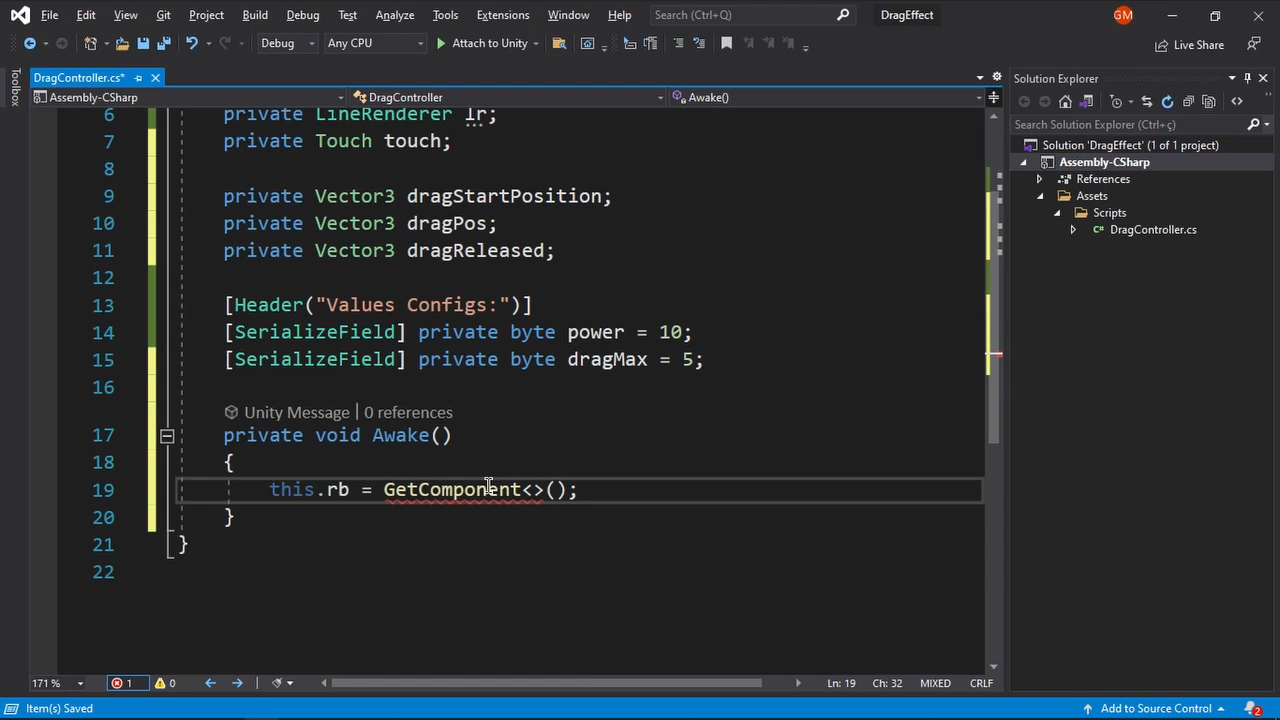 File Edit View Git Project Build Debug Test Analyze Tools Extensions Window Help Search (Ctrl+Q) DragEffect GM
Debug Any CPU Attach to Unity Live Share
Toolbox
DragController.cs*
Assembly-CSharp DragController Awake()
6 private LineRenderer lr;
7 private Touch touch;
8
9 private Vector3 dragStartPosition;
10 private Vector3 dragPos;
11 private Vector3 dragReleased;
12
13 [Header("Values Configs:")]
14 [SerializeField] private byte power = 10;
15 [SerializeField] private byte dragMax = 5;
16
Unity Message | 0 references
17 private void Awake()
18 {
19 this.rb = GetComponent<>();
20 }
21 }
22
171 % 1 0 Ln: 19 Ch: 32 MIXED CRLF
Solution Explorer
Search Solution Explorer (Ctrl+ç)
Solution 'DragEffect' (1 of 1 project)
Assembly-CSharp
References
Assets
Scripts
DragController.cs
Item(s) Saved Add to Source Control 2